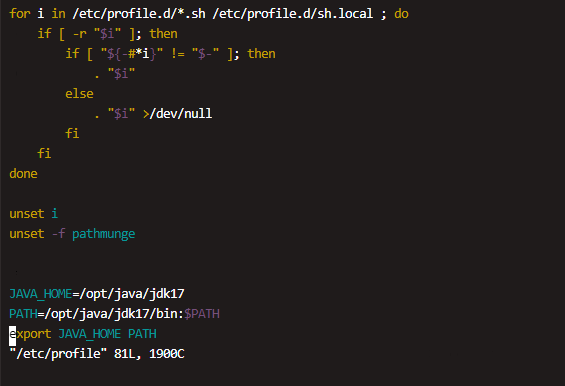 for i in /etc/profile.d/*.sh /etc/profile.d/sh.local ; do
    if [ -r "$i" ]; then
        if [ "${-#*i}" != "$-" ]; then
            . "$i"
        else
            . "$i" >/dev/null
        fi
    fi
done

unset i
unset -f pathmunge

JAVA_HOME=/opt/java/jdk17
PATH=/opt/java/jdk17/bin:$PATH
export JAVA_HOME PATH
"/etc/profile" 81L, 1900C